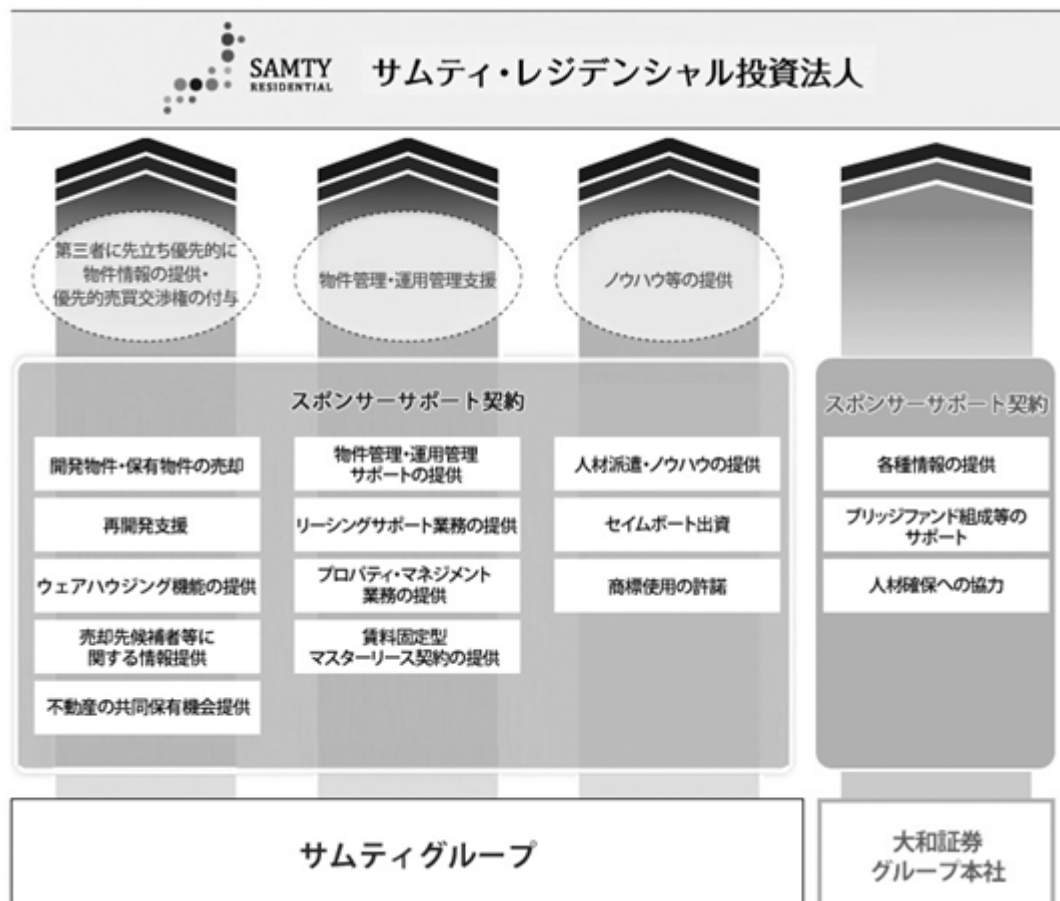 SAMTY
RESIDENTIAL
サムティ・レジデンシャル投資法人
第三者に先立ち優先的に
物件情報の提供・
優先的売買交渉権の付与
物件管理・運用管理支援
ノウハウ等の提供
スポンサーサポート契約
開発物件・保有物件の売却
再開発支援
ウェアハウジング機能の提供
売却先候補者等に
関する情報提供
不動産の共同保有機会提供
物件管理・運用管理
サポートの提供
リーシングサポート業務の提供
プロパティ・マネジメント
業務の提供
賃料固定型
マスターリース契約の提供
人材派遣・ノウハウの提供
セイムボート出資
商標使用の許諾
スポンサーサポート契約
各種情報の提供
ブリッジファンド組成等の
サポート
人材確保への協力
サムティグループ
大和証券
グループ本社